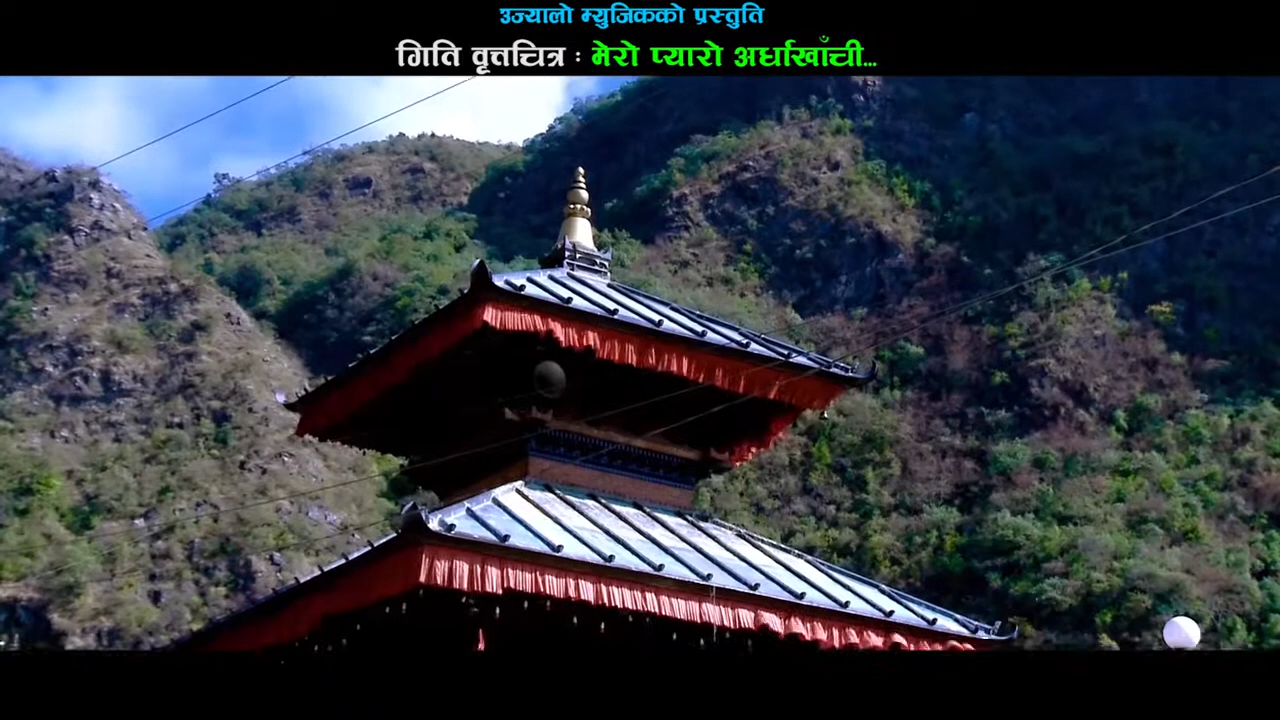 उज्यालो म्युजिकको प्रस्तुति
गिति वृत्तचित्र : मेरो प्यारो अर्घाखाँची...